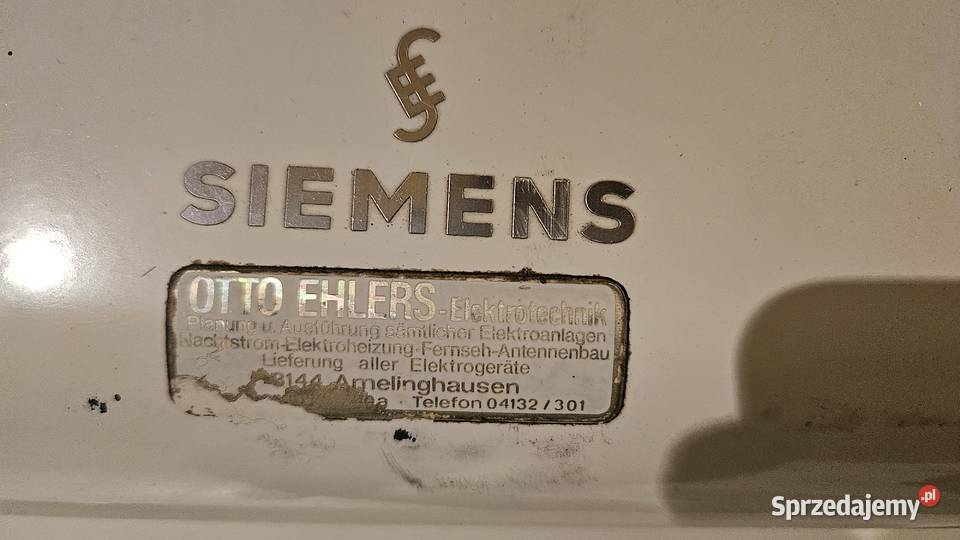 SIEMENS
OTTO EHLERS-Elektrotechnik
Planung u. Ausführung sämtlicher Elektroanlagen
Nachtstrom-Elektroheizung·Fernseh-Antennenbau
Lieferung aller Elektrogeräte
3144 Amelinghausen
· Telefon 04132/301
Sprzedajemy.pl